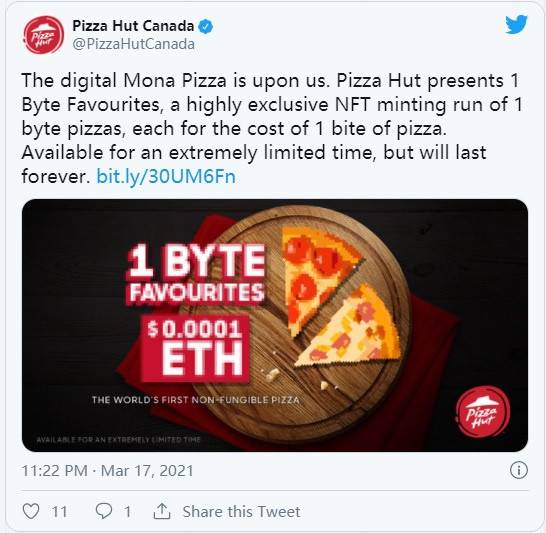 Pizza Hut Canada
@PizzaHutCanada
The digital Mona Pizza is upon us. Pizza Hut presents 1
Byte Favourites, a highly exclusive NFT minting run of 1
byte pizzas, each for the cost of 1 bite of pizza.
Available for an extremely limited time, but will last
forever. bit.ly/30UM6Fn
1 BYTE
FAVOURITES
$0.0001
ETH
THE WORLD'S FIRST NON-FUNGIBLE PIZZA
Pizza
Hut
AVAILABLE FOR AN EXTREMELY LIMITED TIME
11:22 PM · Mar 17, 2021
11 1 Share this Tweet